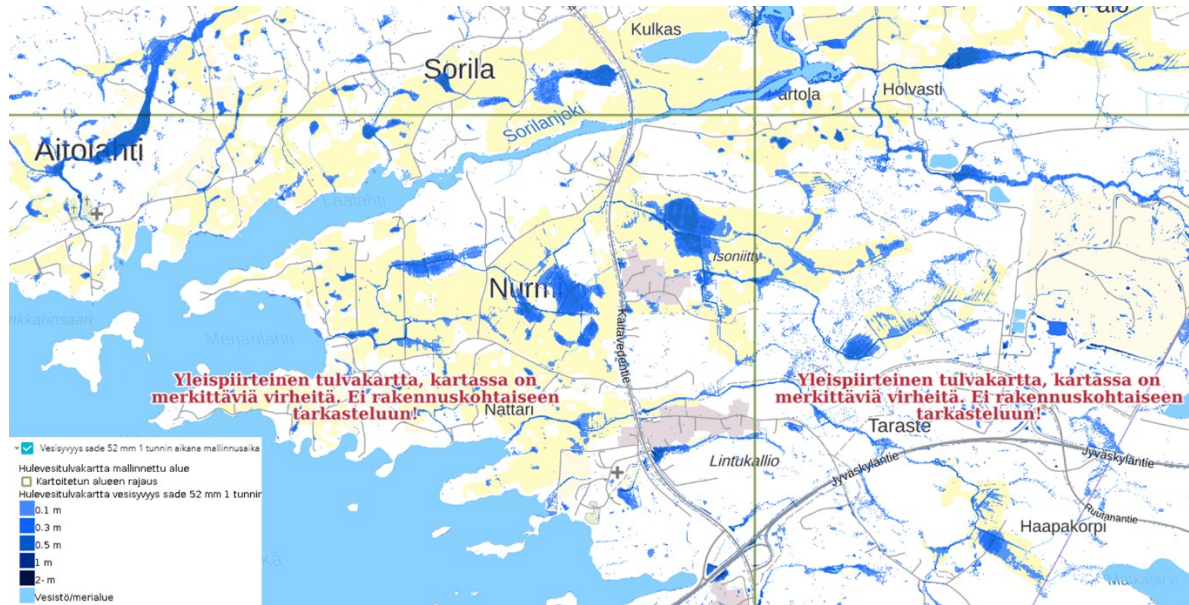 Kulkas
Sorila
Partola
Holvasti
Sorilanjoki
Aitolahti
Laalahti
Isoniitty
Nurmi
Kaitavedentie
Merjanlahti
Yleispiirteinen tulvakartta, kartassa on
merkittäviä virheitä. Ei rakennuskohtaiseen
tarkasteluun!
Yleispiirteinen tulvakartta, kartassa on
merkittäviä virheitä. Ei rakennuskohtaiseen
tarkasteluun!
Nattari
Taraste
Lintukallio
Jyväskyläntie
Jyväskyläntie
Ruutanantie
Haapakorpi
Vesisyvyys sade 52 mm 1 tunnin aikana mallinnusaika
Hulevesitulvakartta mallinnettu alue
Kartoitetun alueen rajaus
Hulevesitulvakartta vesisyvyys sade 52 mm 1 tunnin
0.1 m
0.3 m
0.5 m
1 m
2- m
Vesistö/merialue